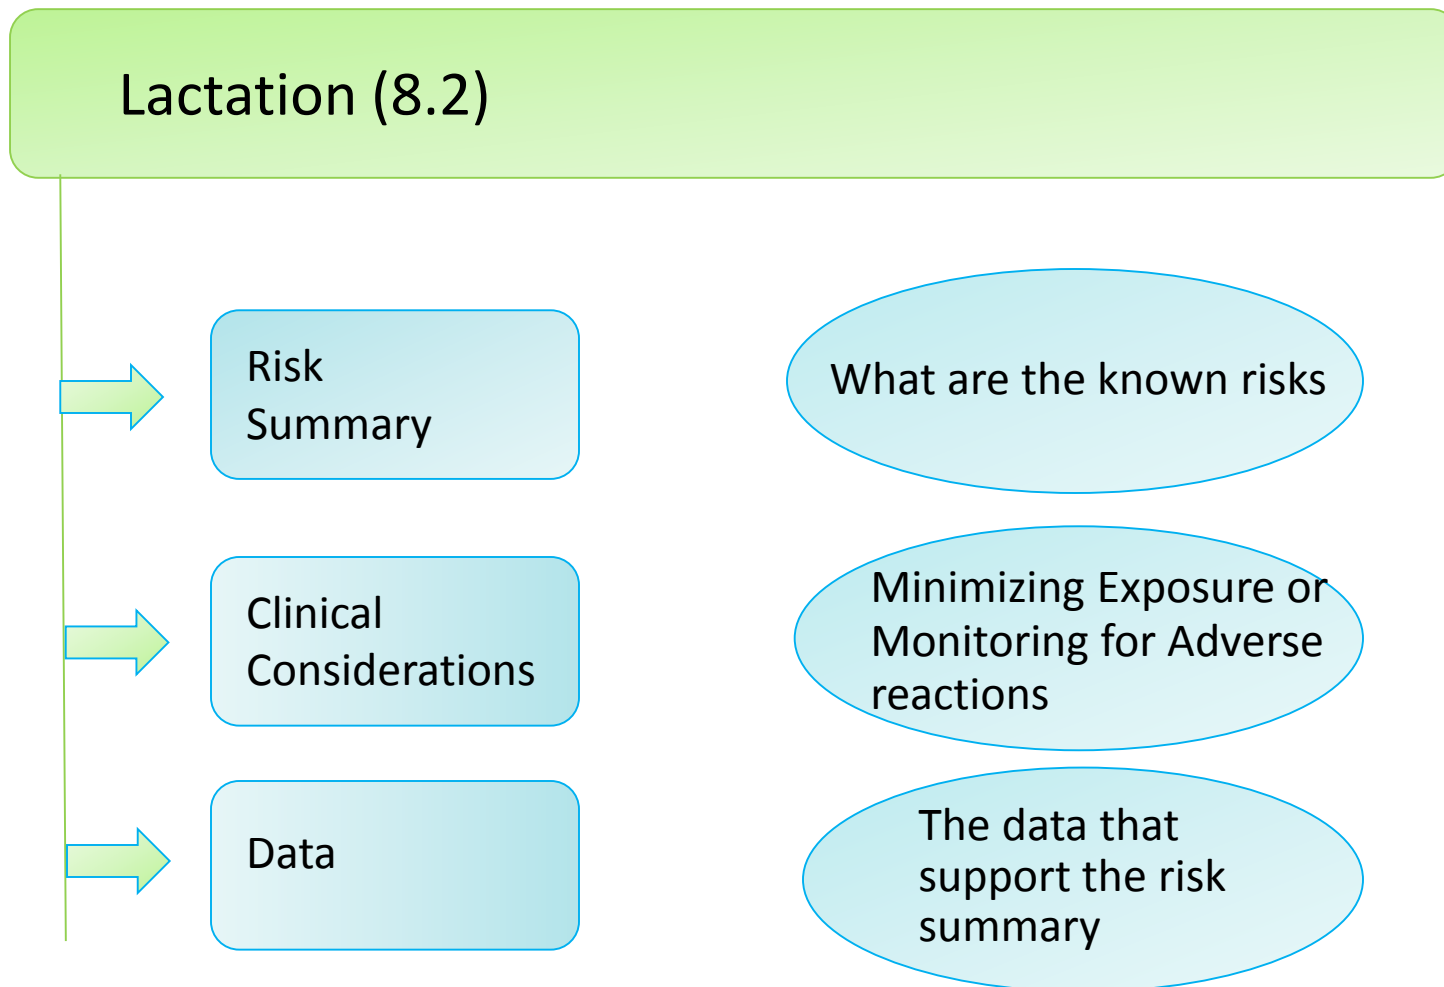 Lactation (8.2)
Risk
Summary
What are the known risks
Clinical
Considerations
Minimizing Exposure or
Monitoring for Adverse
reactions
Data
The data that
support the risk
summary